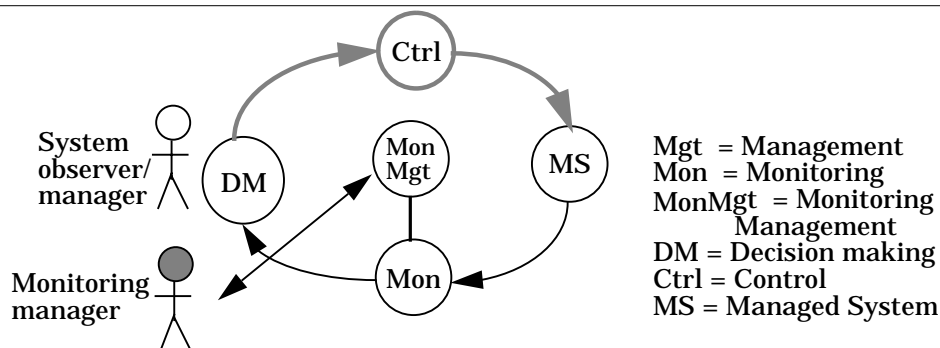 Ctrl
System
observer/
manager
DM
Mon
Mgt
MS
Monitoring
manager
Mon
Mgt = Management
Mon = Monitoring
MonMgt = Monitoring
Management
DM = Decision making
Ctrl = Control
MS = Managed System